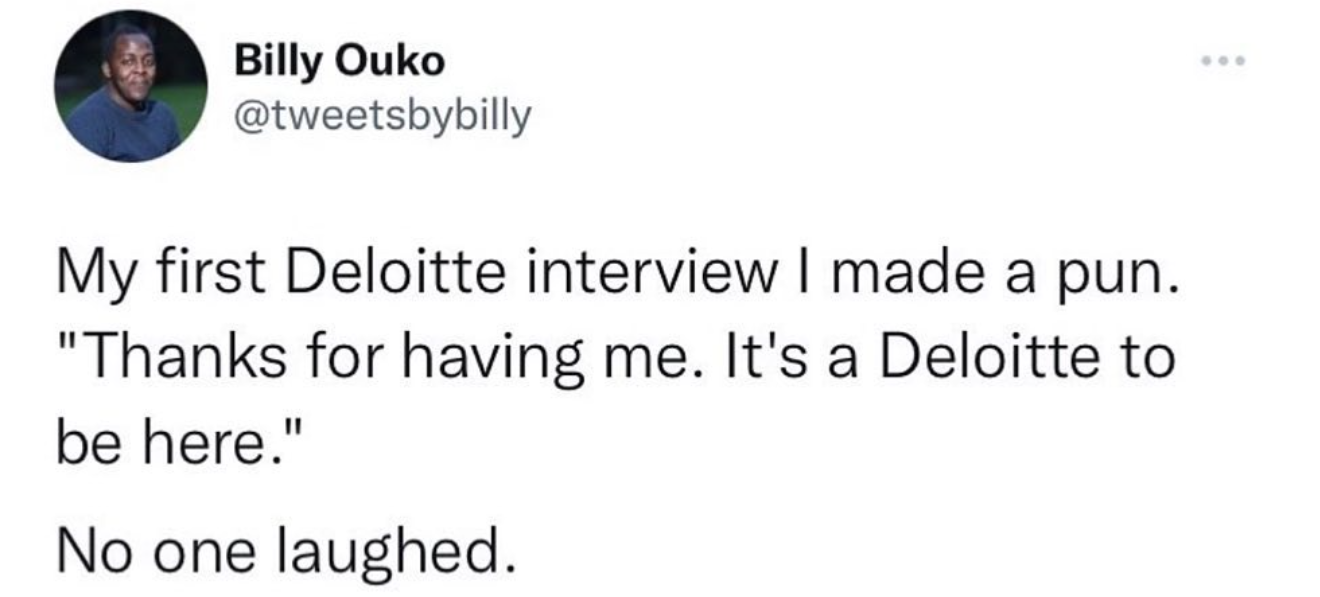 Billy Ouko
@tweetsbybilly
My first Deloitte interview I made a pun.
"Thanks for having me. It's a Deloitte to
be here."
No one laughed.